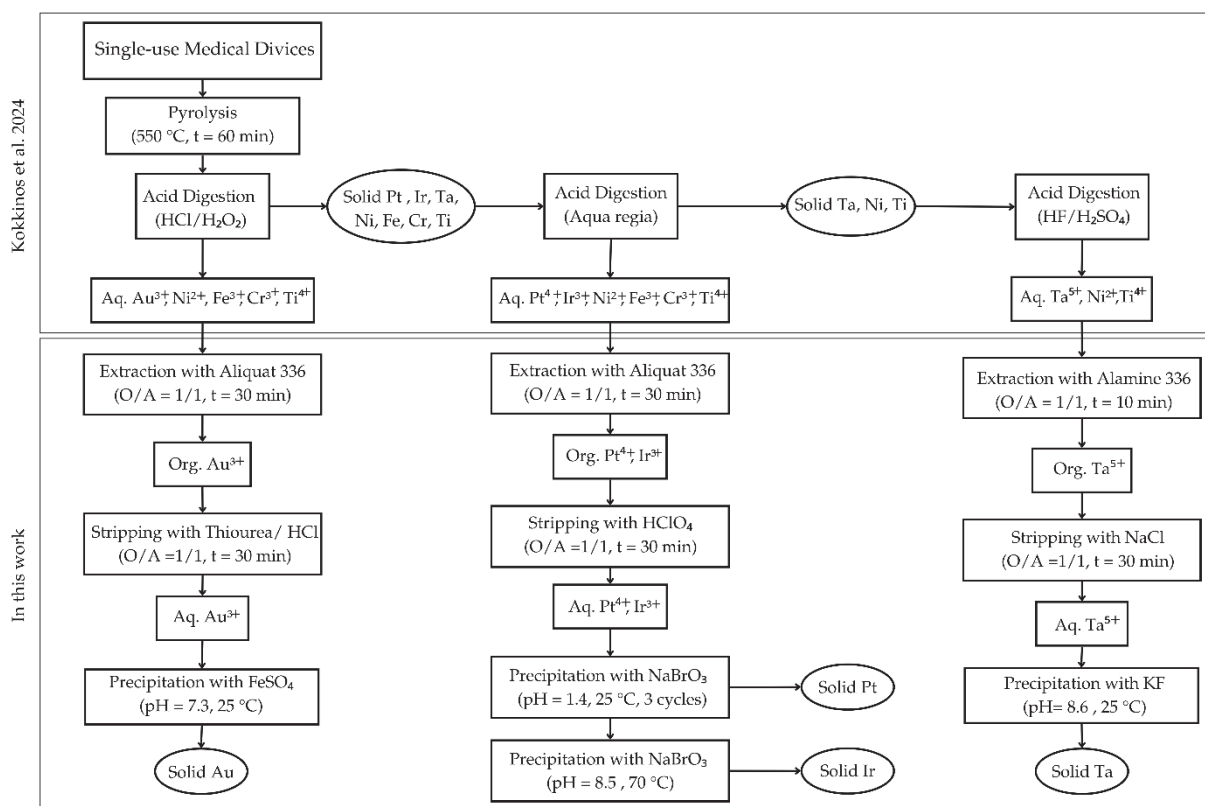 Kokkinos et al. 2024
Single-use Medical Divices
Pyrolysis
(550 °C, t = 60 min)
Acid Digestion
(HCl/H₂O₂)
Solid Pt , Ir, Ta,
Ni, Fe, Cr, Ti
Acid Digestion
(Aqua regia)
Solid Ta, Ni, Ti
Acid Digestion
(HF/H₂SO₄)
Aq. Au³⁺, Ni²⁺, Fe³⁺, Cr³⁺, Ti⁴⁺
Aq. Pt⁴⁺, Ir³⁺, Ni²⁺, Fe³⁺, Cr³⁺, Ti⁴⁺
Aq. Ta⁵⁺, Ni²⁺, Ti⁴⁺
In this work
Extraction with Aliquat 336
(O/A = 1/1, t = 30 min)
Org. Au³⁺
Stripping with Thiourea/ HCl
(O/A =1/1, t = 30 min)
Aq. Au³⁺
Precipitation with FeSO₄
(pH = 7.3, 25 °C)
Solid Au
Extraction with Aliquat 336
(O/A = 1/1, t = 30 min)
Org. Pt⁴⁺, Ir³⁺
Stripping with HClO₄
(O/A =1/1, t = 30 min)
Aq. Pt⁴⁺, Ir³⁺
Precipitation with NaBrO₃
(pH = 1.4, 25 °C, 3 cycles)
Solid Pt
Precipitation with NaBrO₃
(pH = 8.5 , 70 °C)
Solid Ir
Extraction with Alamine 336
(O/A =1/1, t = 10 min)
Org. Ta⁵⁺
Stripping with NaCl
(O/A =1/1, t = 30 min)
Aq. Ta⁵⁺
Precipitation with KF
(pH= 8.6 , 25 °C)
Solid Ta